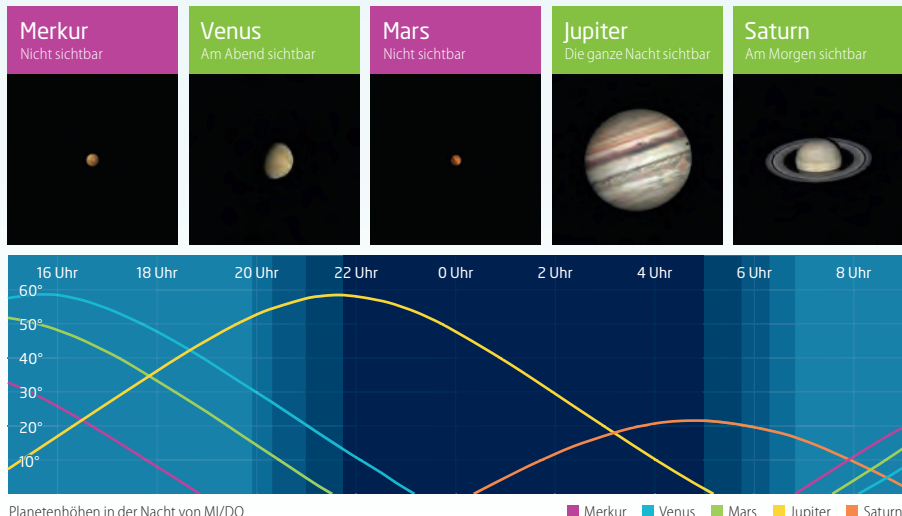 Merkur
Nicht sichtbar
Venus
Am Abend sichtbar
Mars
Nicht sichtbar
Jupiter
Die ganze Nacht sichtbar
Saturn
Am Morgen sichtbar
16 Uhr 18 Uhr 20 Uhr 22 Uhr 0 Uhr 2 Uhr 4 Uhr 6 Uhr 8 Uhr
60°
50°
40°
30°
20°
10°
Planetenhöhen in der Nacht von MI/DO Merkur Venus Mars Jupiter Saturn